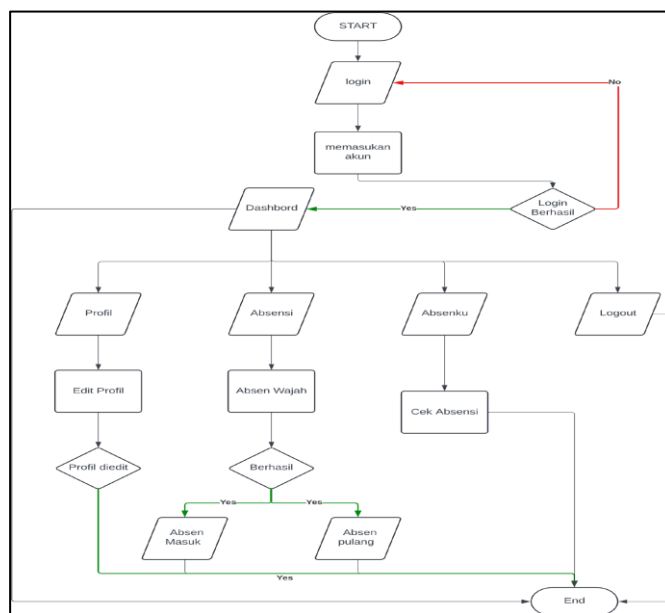 START
login
No
memasukan
akun
Dashbord
Yes
Login
Berhasil
Profil
Absensi
Absenku
Logout
Edit Profil
Absen Wajah
Cek Absensi
Profil diedit
Berhasil
Yes
Yes
Absen
Masuk
Absen
pulang
Yes
End